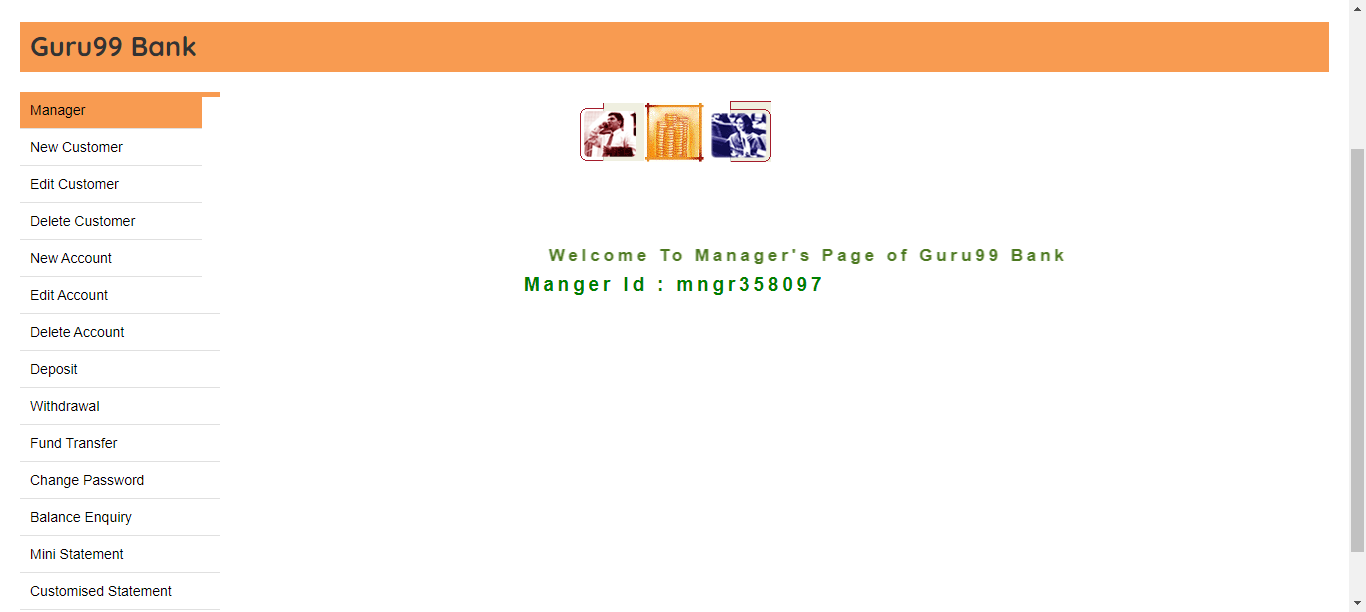 Guru99 Bank
Manager
New Customer
Edit Customer
Delete Customer
New Account
Edit Account
Delete Account
Deposit
Withdrawal
Fund Transfer
Change Password
Balance Enquiry
Mini Statement
Customised Statement
Welcome To Manager's Page of Guru99 Bank
Manger Id : mngr358097